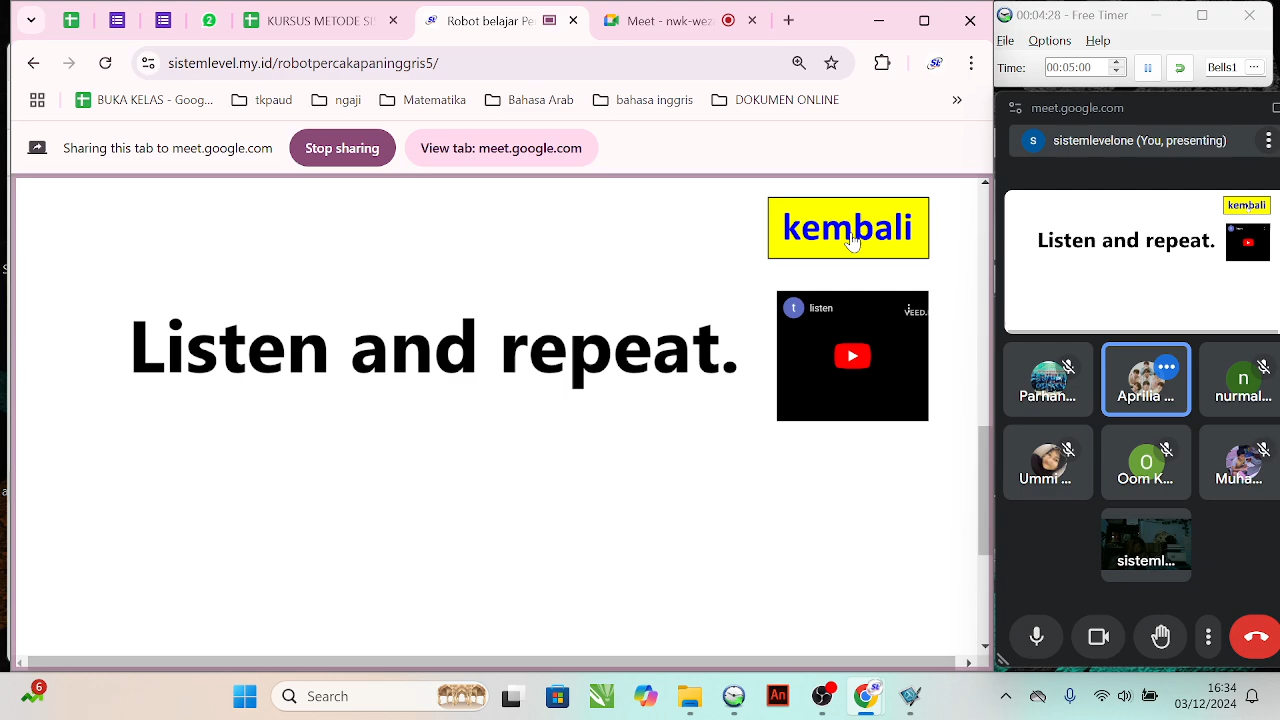 2
KURSUS METODE SI
Robot belajar Pe
Meet - nwk-wez
sistemlevel.my.id/robotpercakapaninggris5/
BUKA KELAS - Goog...
tkpaud
ngaji
Matematika
Bahasa Arab
bahasa inggris
DOKUMEN ONLINE
Sharing this tab to meet.google.com
Stop sharing
View tab: meet.google.com
kembali
listen
VEED.
Listen and repeat.
00:04:28 - Free Timer
File Options Help
Time: 00:05:00 Bells1 ...
meet.google.com
s sistemlevelone (You, presenting)
kembali
Listen and repeat.
Parhan... Aprilia ... nurmal...
Ummi ... Oom K... Muha...
sisteml...
6
Search
An
16:34
03/12/2024